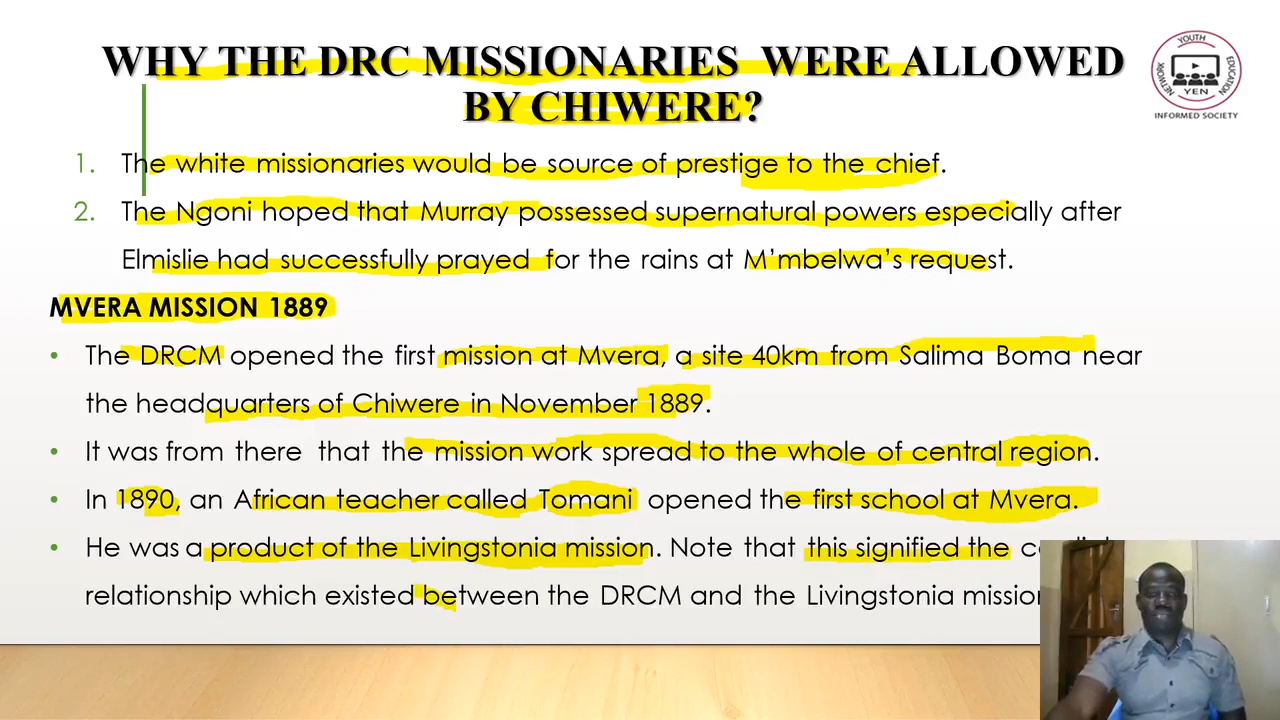 WHY THE DRC MISSIONARIES WERE ALLOWED
BY CHIWERE?
YOUTH EDUCATION NETWORK
YEN
INFORMED SOCIETY
1. The white missionaries would be source of prestige to the chief.
2. The Ngoni hoped that Murray possessed supernatural powers especially after
Elmislie had successfully prayed for the rains at M’mbelwa’s request.
MVERA MISSION 1889
• The DRCM opened the first mission at Mvera, a site 40km from Salima Boma near
the headquarters of Chiwere in November 1889.
• It was from there that the mission work spread to the whole of central region.
• In 1890, an African teacher called Tomani opened the first school at Mvera.
• He was a product of the Livingstonia mission. Note that this signified the
relationship which existed between the DRCM and the Livingstonia mission